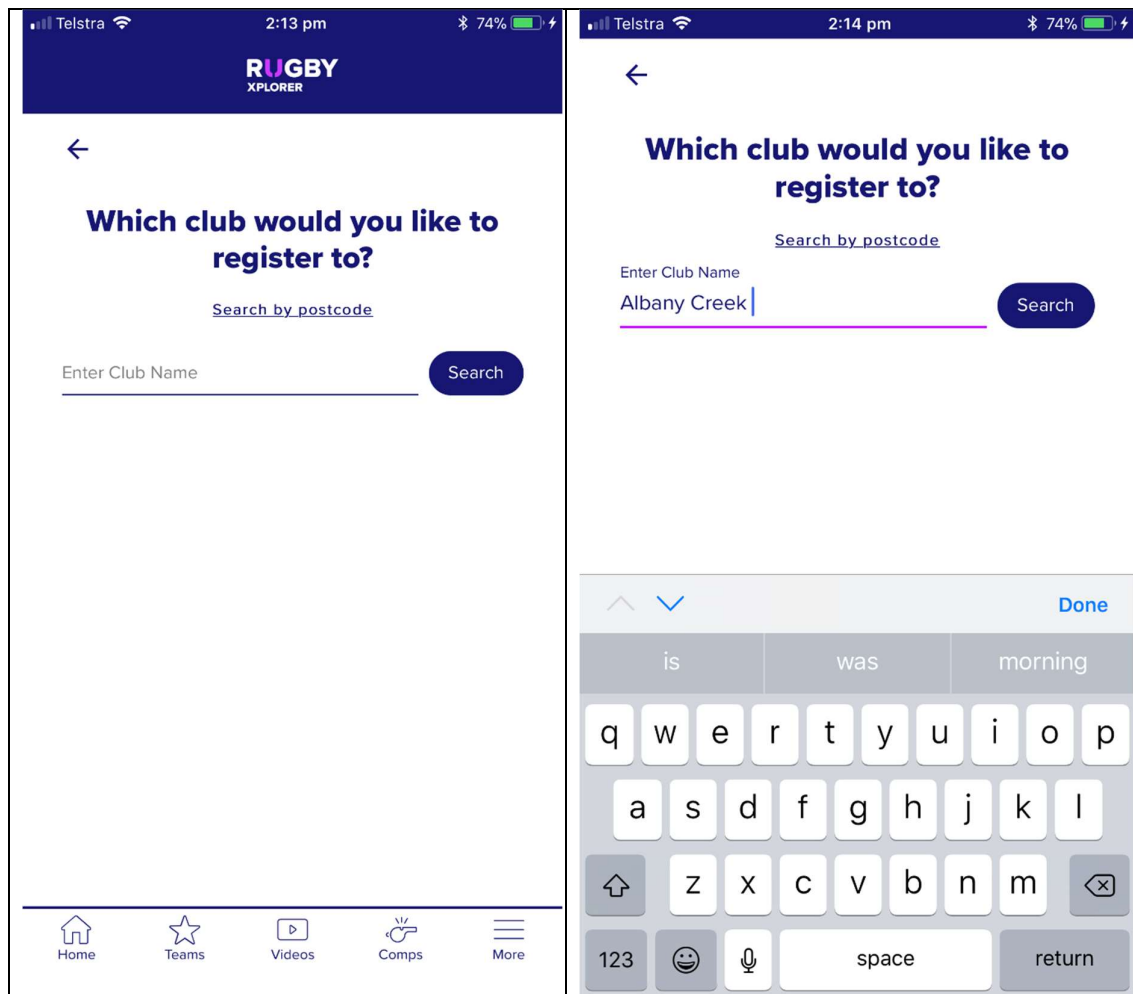 Telstra 2:13 pm 74%
RUGBY
XPLORER
Which club would you like to
register to?
Search by postcode
Enter Club Name Search
Home Teams Videos Comps More
Telstra 2:14 pm 74%
Which club would you like to
register to?
Search by postcode
Enter Club Name
Albany Creek Search
Done
is was morning
q w e r t y u i o p
a s d f g h j k l
z x c v b n m
123 space return